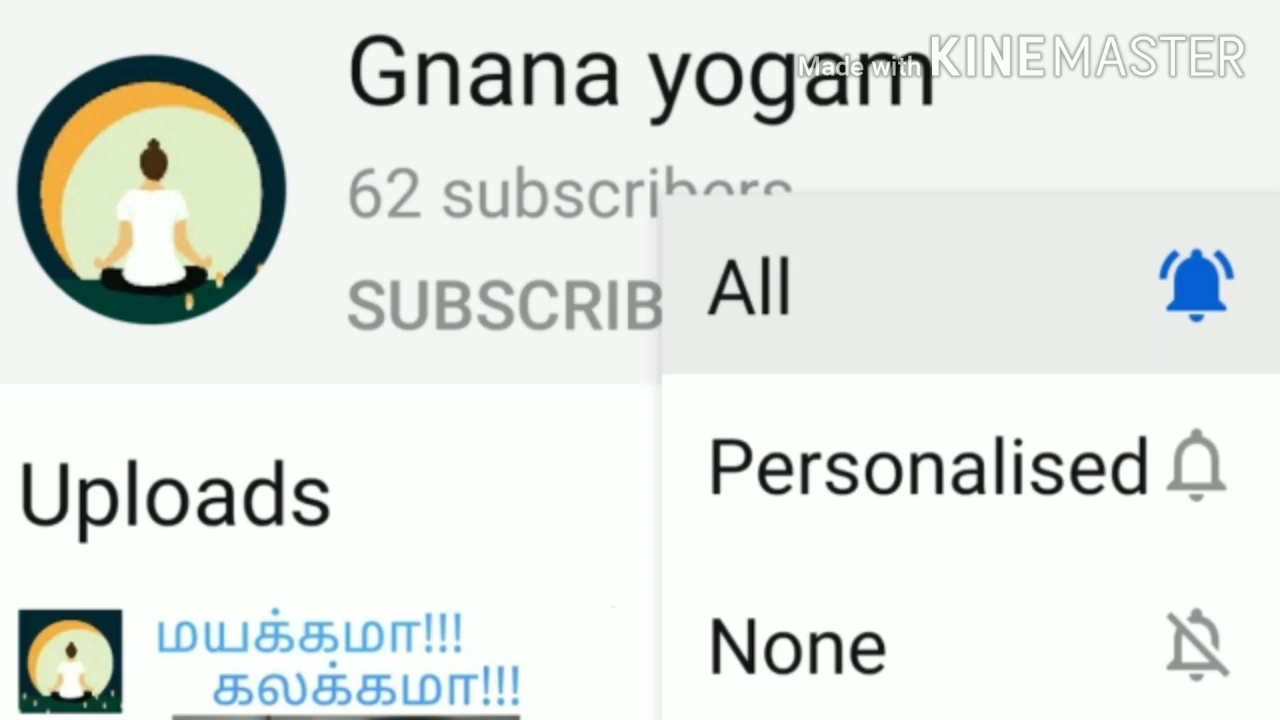 Gnana yogam
Made with KINEMASTER
62 subscribers
SUBSCRIB
All
Personalised
Uploads
None
மயக்கமா!!!
கலக்கமா!!!